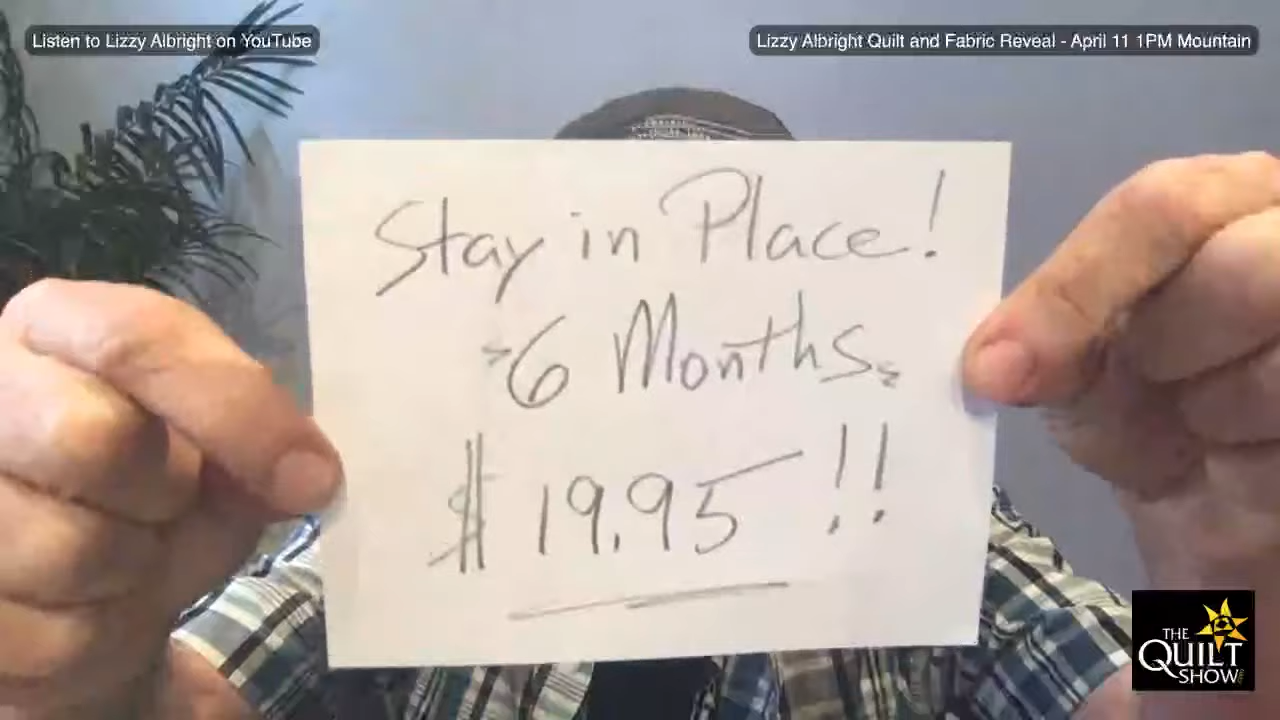 Listen to Lizzy Albright on YouTube
Lizzy Albright Quilt and Fabric Reveal - April 11 1PM Mountain
Stay in Place!
6 Months
$ 19.95 !!
THE
QUILT
SHOW